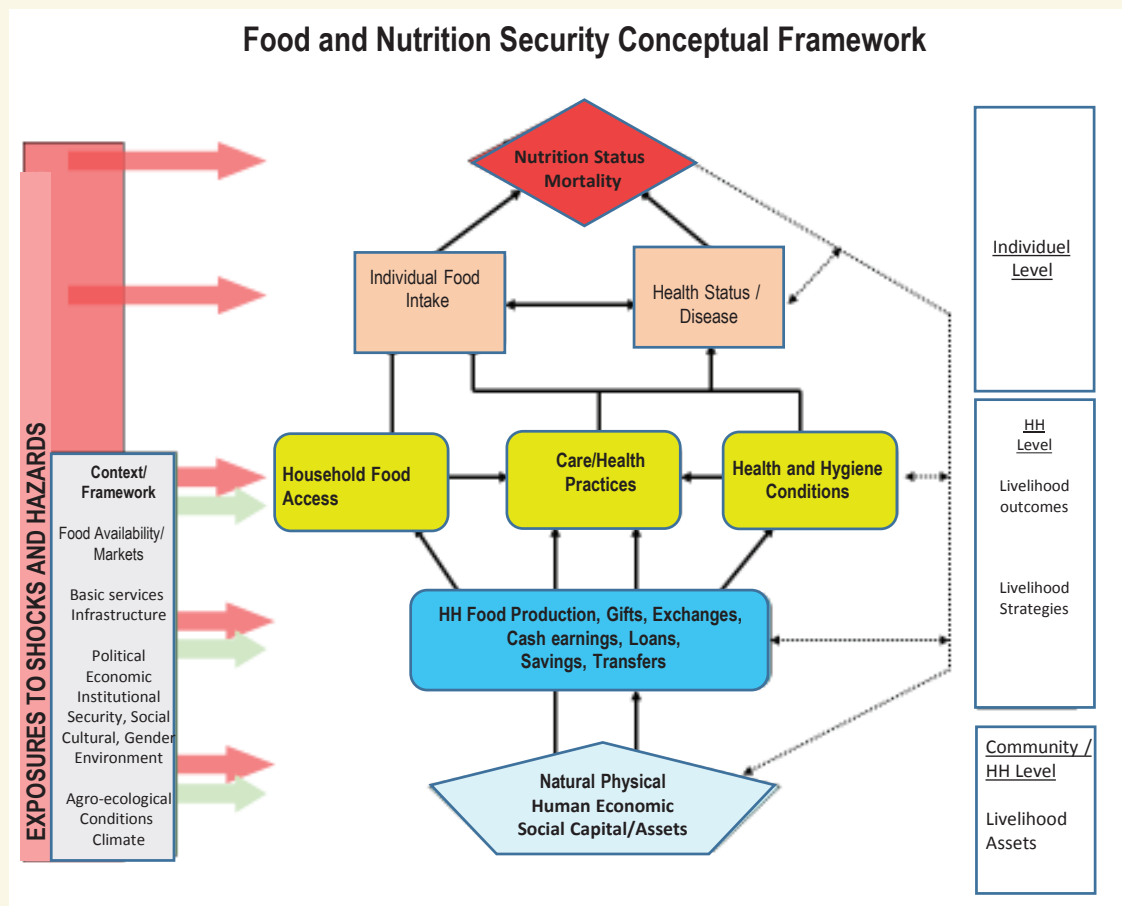 Food and Nutrition Security Conceptual Framework
EXPOSURES TO SHOCKS AND HAZARDS
Context/
Framework
Food Availability/
Markets
Basic services
Infrastructure
Political
Economic
Institutional
Security, Social
Cultural, Gender
Environment
Agro-ecological
Conditions
Climate
Nutrition Status
Mortality
Individual Food
Intake
Health Status /
Disease
Household Food
Access
Care/Health
Practices
Health and Hygiene
Conditions
HH Food Production, Gifts, Exchanges,
Cash earnings, Loans,
Savings, Transfers
Natural Physical
Human Economic
Social Capital/Assets
Individuel
Level
HH
Level
Livelihood
outcomes
Livelihood
Strategies
Community /
HH Level
Livelihood
Assets